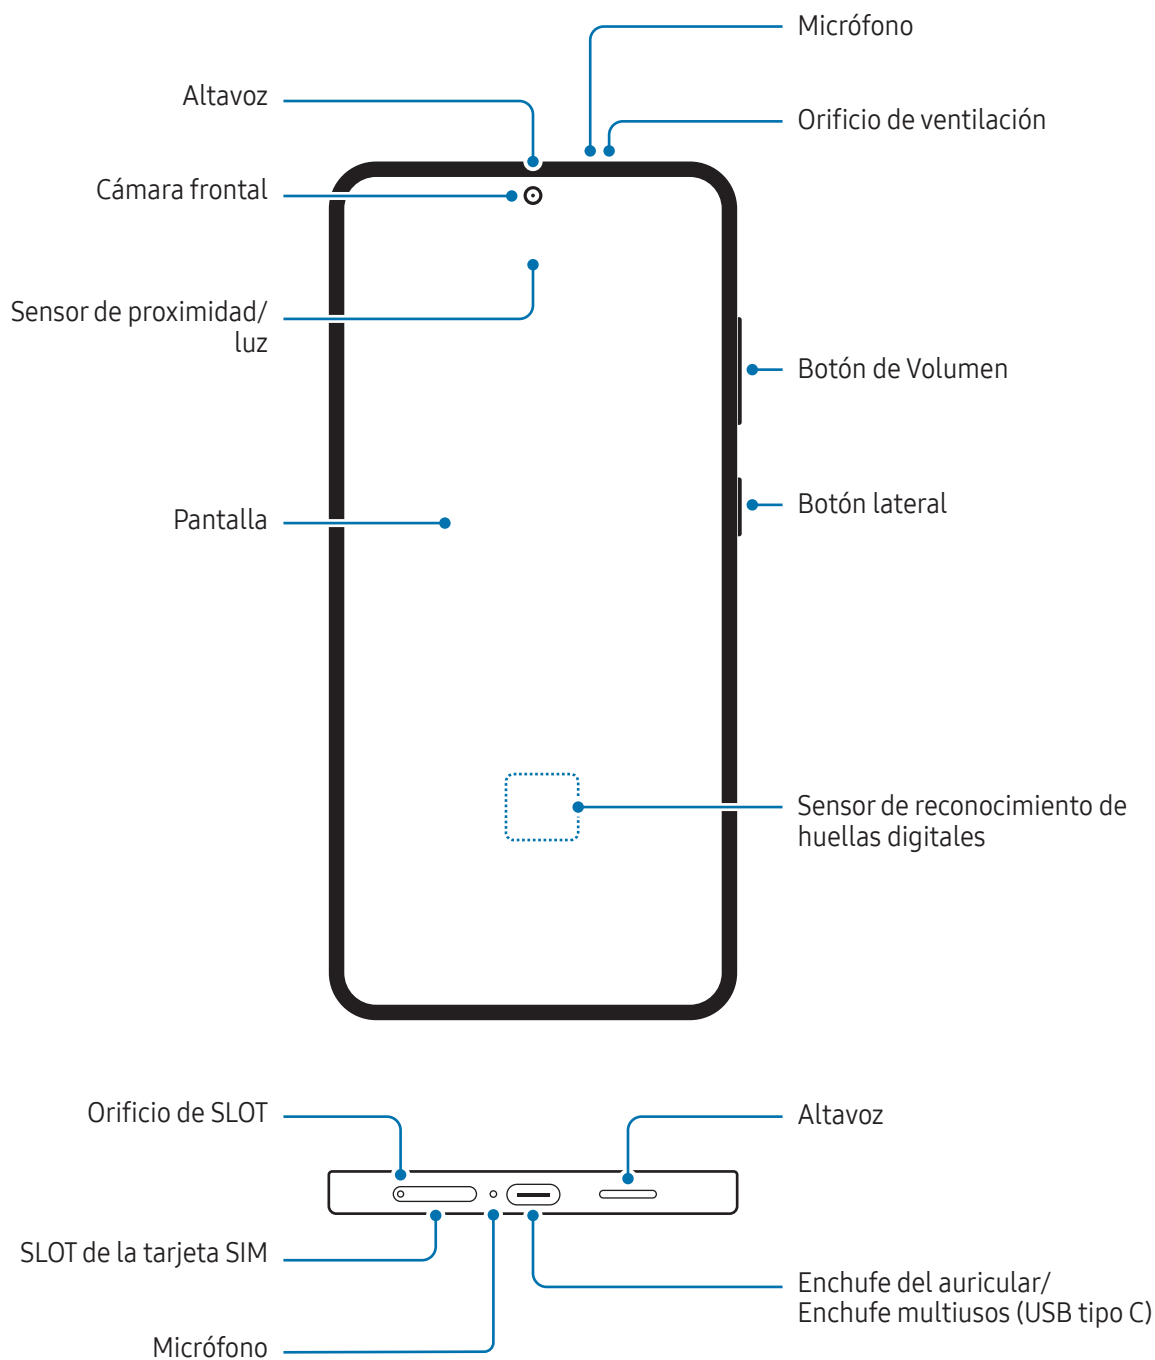 Micrófono
Altavoz
Orificio de ventilación
Cámara frontal
Sensor de proximidad/
luz
Botón de Volumen
Botón lateral
Pantalla
Sensor de reconocimiento de
huellas digitales
Orificio de SLOT
Altavoz
SLOT de la tarjeta SIM
Enchufe del auricular/
Enchufe multiusos (USB tipo C)
Micrófono